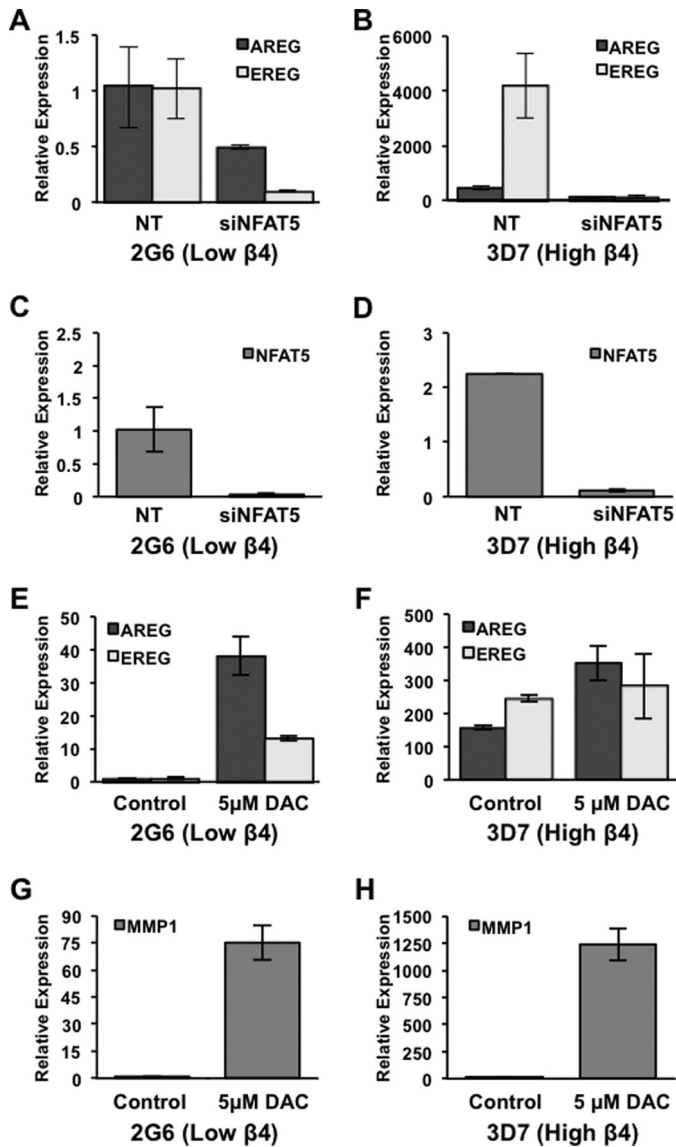 A
Relative Expression
1.5
1
0.5
0
AREG
EREG
NT siNFAT5
2G6 (Low β4)
B
Relative Expression
6000
4000
2000
0
AREG
EREG
NT siNFAT5
3D7 (High β4)
C
Relative Expression
2.5
2
1.5
1
0.5
0
NFAT5
NT siNFAT5
2G6 (Low β4)
D
Relative Expression
3
2
1
0
NFAT5
NT siNFAT5
3D7 (High β4)
E
Relative Expression
50
40
30
20
10
0
AREG
EREG
Control 5µM DAC
2G6 (Low β4)
F
Relative Expression
500
400
300
200
100
0
AREG
EREG
Control 5 µM DAC
3D7 (High β4)
G
Relative Expression
90
75
60
45
30
15
0
MMP1
Control 5µM DAC
2G6 (Low β4)
H
Relative Expression
1500
1250
1000
750
500
250
0
MMP1
Control 5 µM DAC
3D7 (High β4)